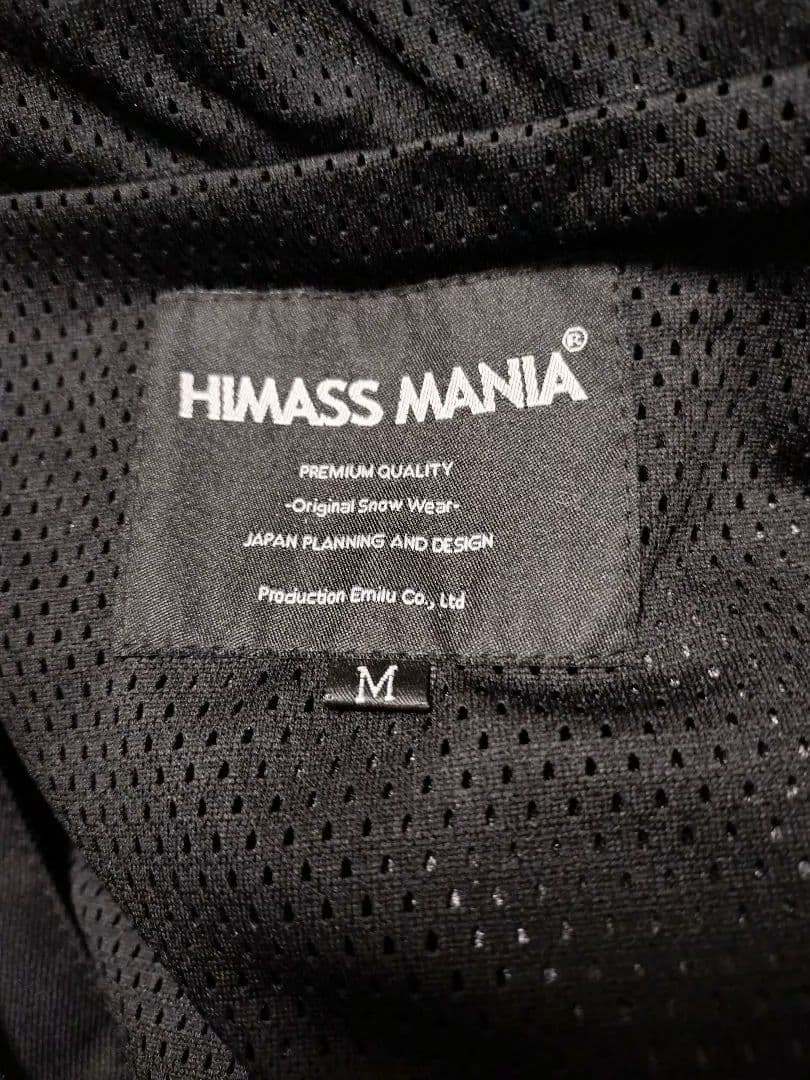 HIMASS MANIA®
PREMIUM QUALITY
-Original Snow Wear-
JAPAN PLANNING AND DESIGN
Production Emilu Co., Ltd
M